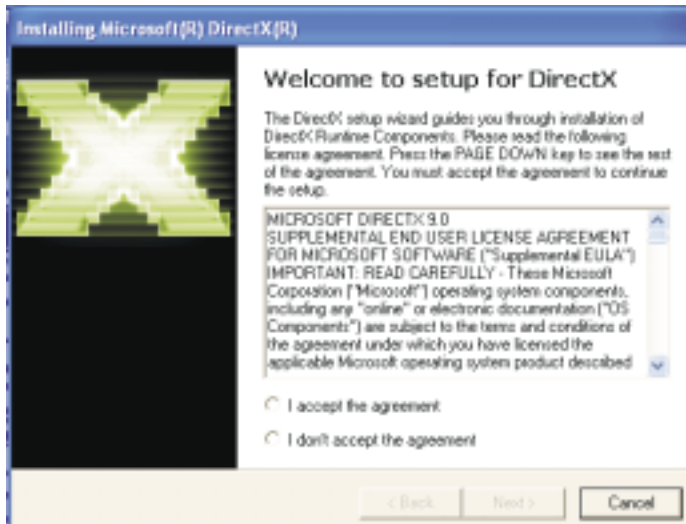 Installing Microsoft(R) DirectX(R)
Welcome to setup for DirectX
The DirectX setup wizard guides you through installation of
DirectX Runtime Components. Please read the following
license agreement. Press the PAGE DOWN key to see the rest
of the agreement. You must accept the agreement to continue
the setup.
MICROSOFT DIRECTX 9.0
SUPPLEMENTAL END USER LICENSE AGREEMENT
FOR MICROSOFT SOFTWARE ("Supplemental EULA")
IMPORTANT: READ CAREFULLY - These Microsoft
Corporation ("Microsoft") operating system components,
including any "online" or electronic documentation ("OS
Components") are subject to the terms and conditions of
the agreement under which you have licensed the
applicable Microsoft operating system product described
I accept the agreement
I don't accept the agreement
< Back Next > Cancel